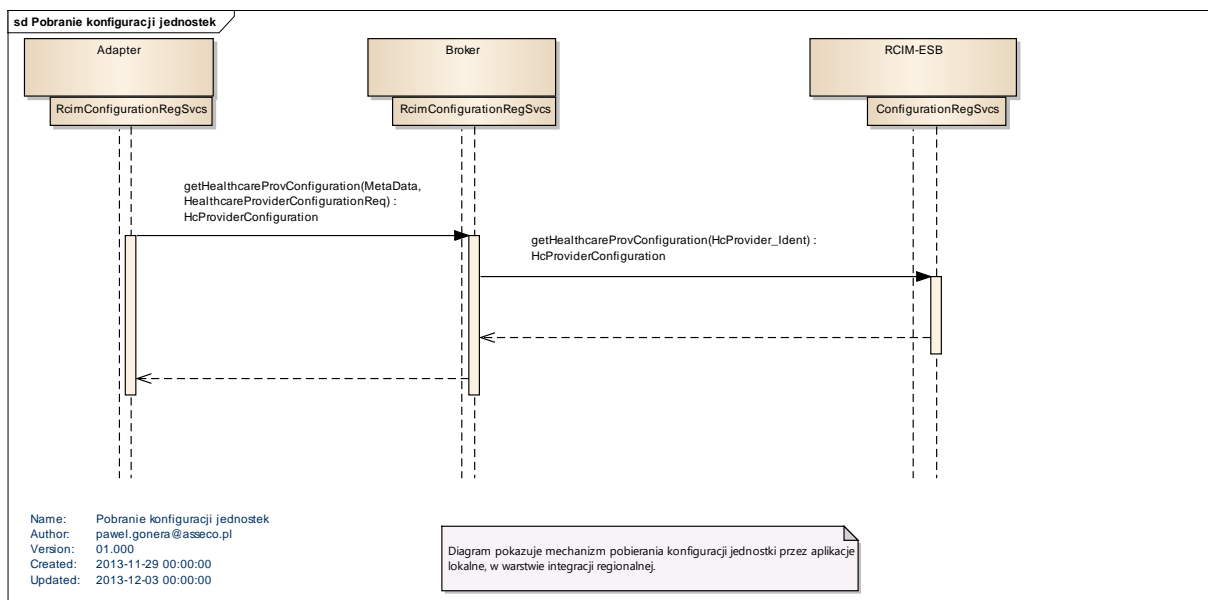 sd Pobranie konfiguracji jednostek
Adapter
Broker
RCIM-ESB
RcimConfigurationRegSvcs
RcimConfigurationRegSvcs
ConfigurationRegSvcs
getHealthcareProvConfiguration(MetaData,
HealthcareProviderConfigurationReq) :
HcProviderConfiguration
getHealthcareProvConfiguration(HcProvider_Ident) :
HcProviderConfiguration
Name: Pobranie konfiguracji jednostek
Author: pawel.gonera@asseco.pl
Version: 01.000
Created: 2013-11-29 00:00:00
Updated: 2013-12-03 00:00:00
Diagram pokazuje mechanizm pobierania konfiguracji jednostki przez aplikacje
lokalne, w warstwie integracji regionalnej.